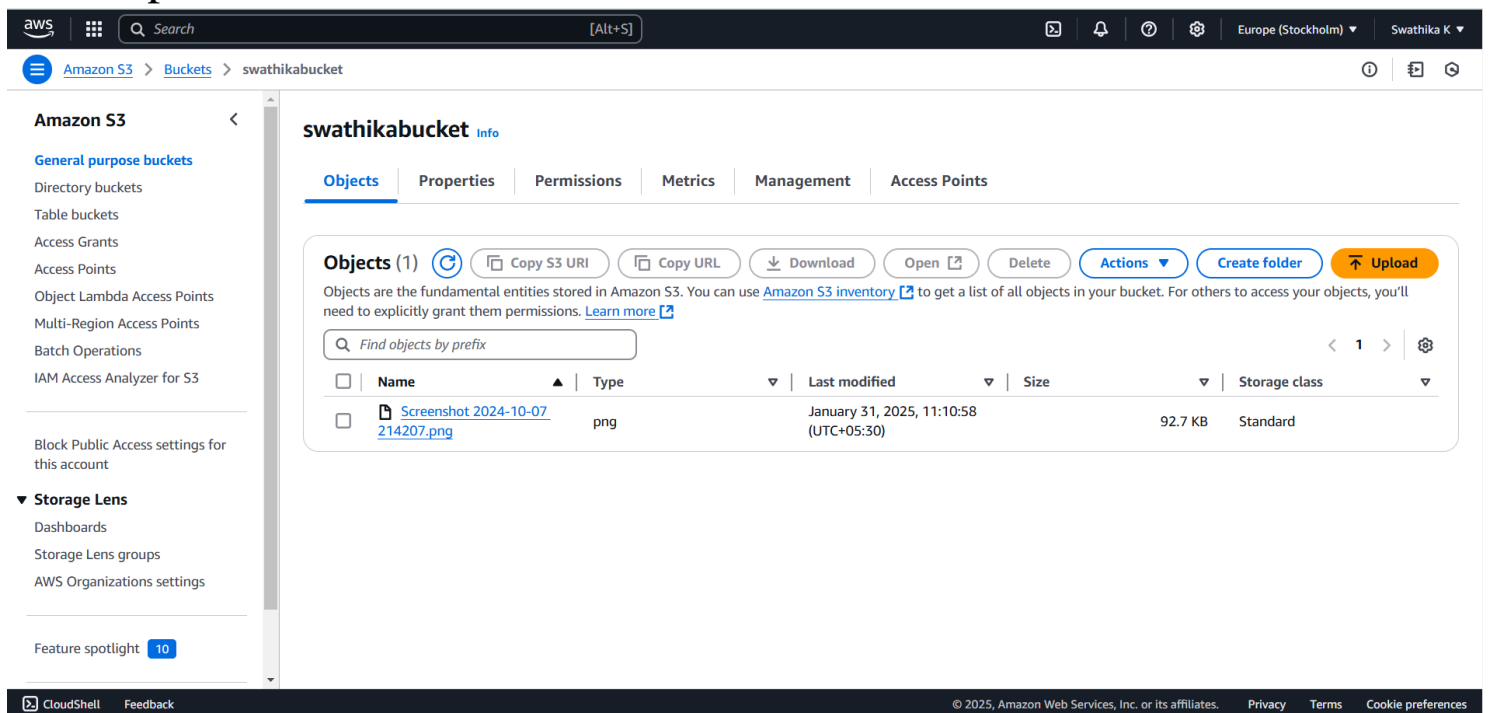 aws
Search [Alt+S]
Europe (Stockholm) ▼ Swathika K ▼
Amazon S3 > Buckets > swathikabucket
Amazon S3
General purpose buckets
Directory buckets
Table buckets
Access Grants
Access Points
Object Lambda Access Points
Multi-Region Access Points
Batch Operations
IAM Access Analyzer for S3
Block Public Access settings for
this account
Storage Lens
Dashboards
Storage Lens groups
AWS Organizations settings
Feature spotlight 10
swathikabucket Info
Objects Properties Permissions Metrics Management Access Points
Objects (1) Copy S3 URI Copy URL Download Open Delete Actions ▼ Create folder Upload
Objects are the fundamental entities stored in Amazon S3. You can use Amazon S3 inventory to get a list of all objects in your bucket. For others to access your objects, you'll
need to explicitly grant them permissions. Learn more
Find objects by prefix
< 1 >
Name Type Last modified Size Storage class
Screenshot 2024-10-07 214207.png png January 31, 2025, 11:10:58 (UTC+05:30) 92.7 KB Standard
CloudShell Feedback © 2025, Amazon Web Services, Inc. or its affiliates. Privacy Terms Cookie preferences